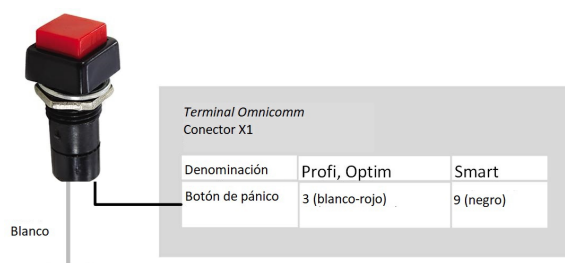 Terminal Omnicomm
Conector X1
Denominación Profi, Optim Smart
Botón de pánico 3 (blanco-rojo) 9 (negro)
Blanco